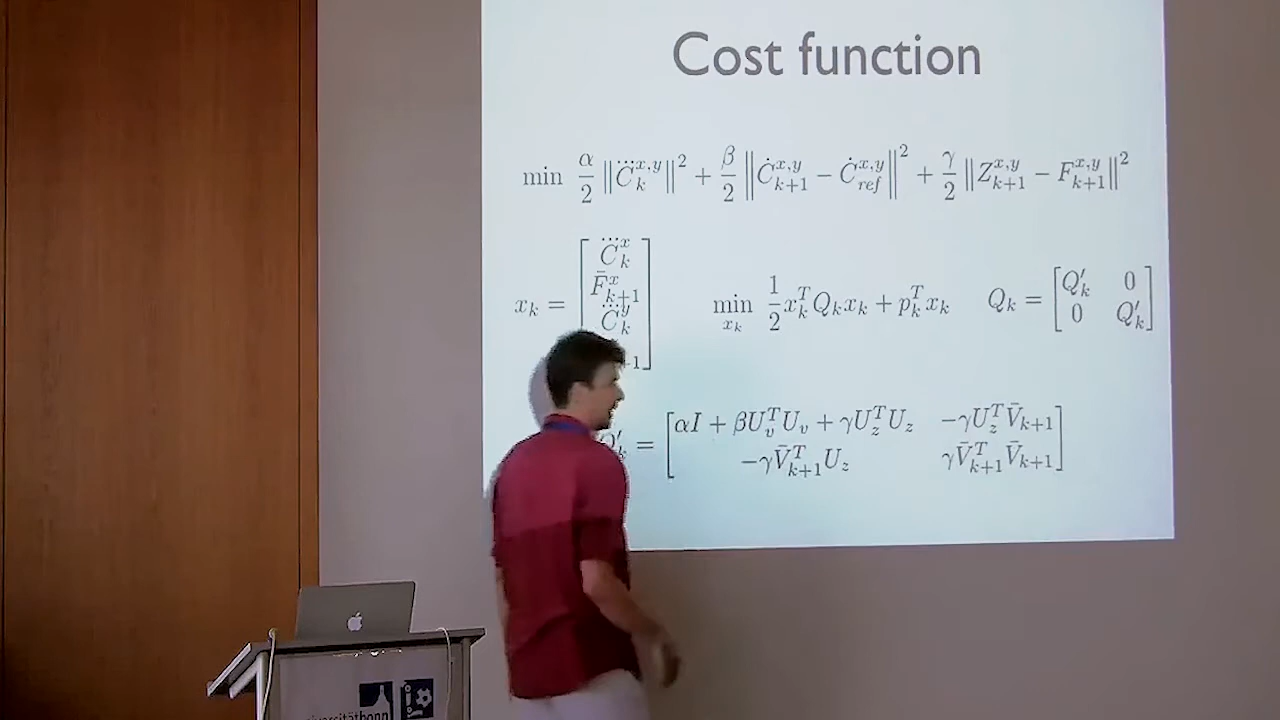 Cost function
min α/2 ‖C⃛_k^{x,y}‖² + β/2 ‖Ċ_{k+1}^{x,y} − Ċ_{ref}^{x,y}‖² + γ/2 ‖Z_{k+1}^{x,y} − F_{k+1}^{x,y}‖²
x_k = [C⃛_k^x; F̄_{k+1}^x; C⃛_k^y; +1] min_{x_k} 1/2 x_k^T Q_k x_k + p_k^T x_k Q_k = [Q′_k 0; 0 Q′_k]
Q′_k = [αI + βU_v^T U_v + γU_z^T U_z −γU_z^T V̄_{k+1}; −γV̄_{k+1}^T U_z γV̄_{k+1}^T V̄_{k+1}]